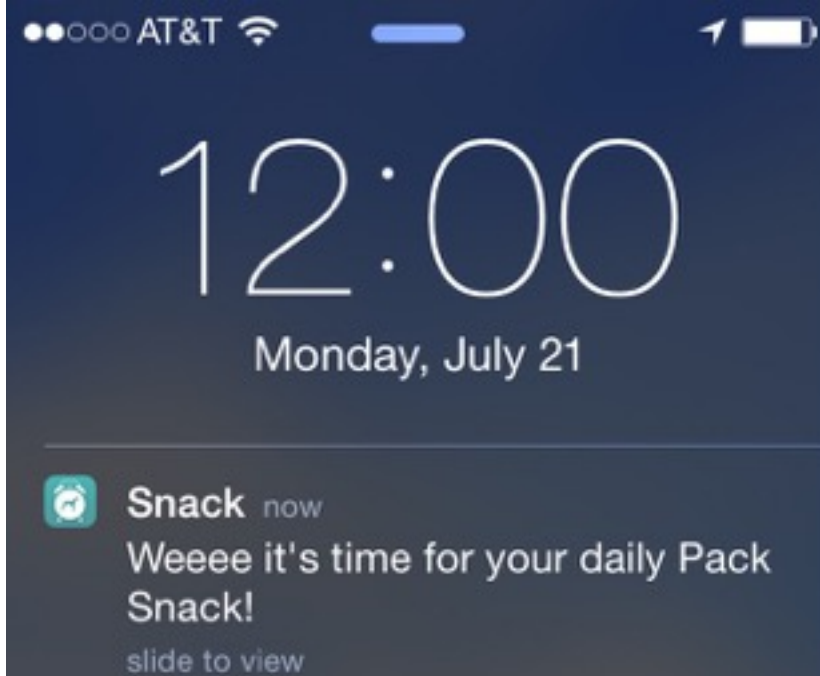 AT&T
12:00
Monday, July 21
Snack now
Weeee it's time for your daily Pack
Snack!
slide to view